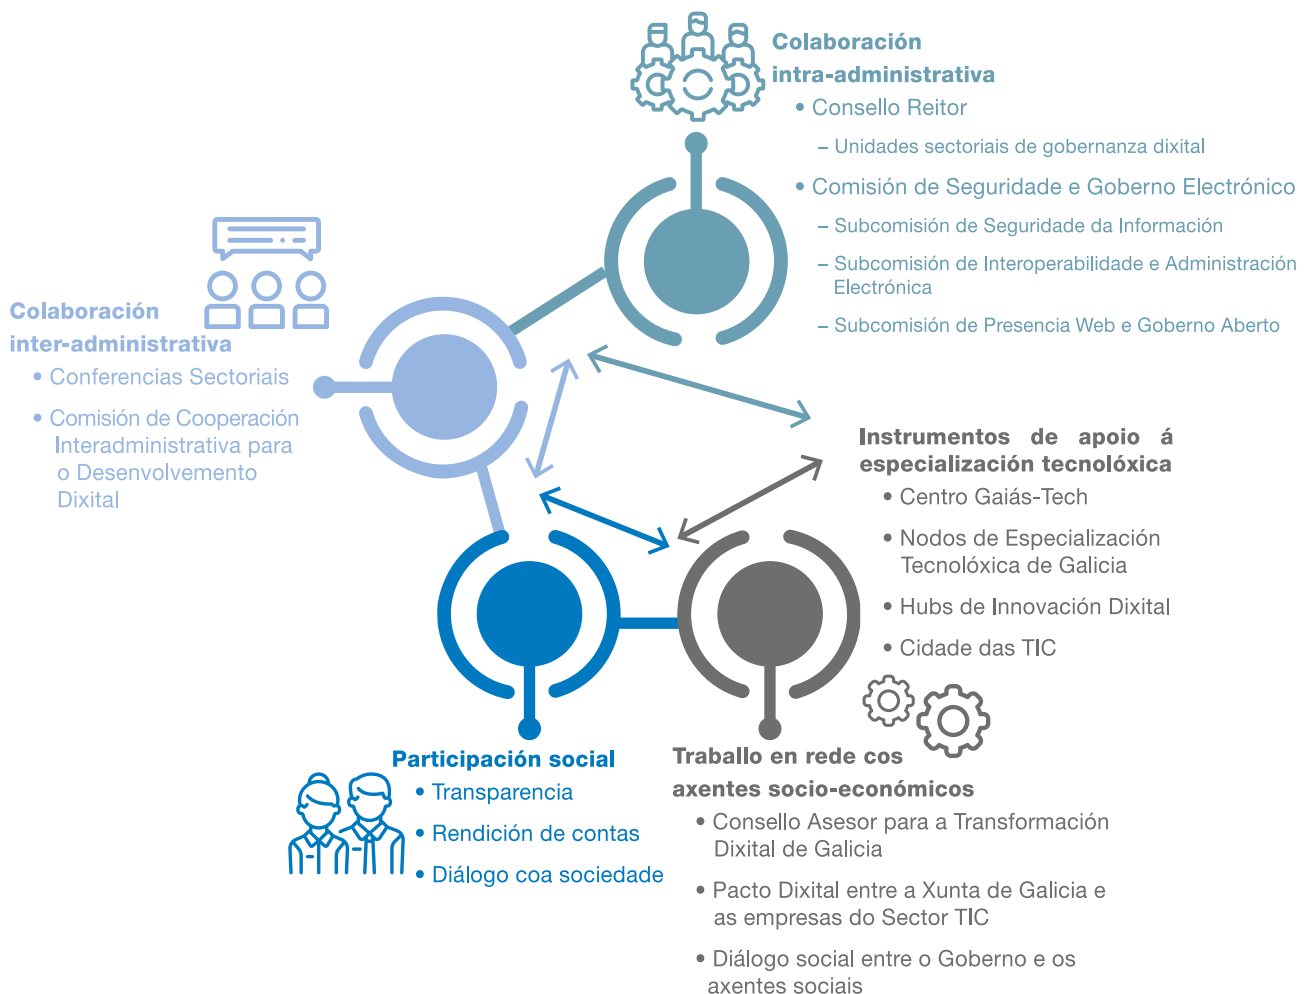 Colaboración
intra-administrativa
• Consello Reitor
– Unidades sectoriais de gobernanza dixital
• Comisión de Seguridade e Goberno Electrónico
– Subcomisión de Seguridade da Información
– Subcomisión de Interoperabilidade e Administración
Electrónica
– Subcomisión de Presencia Web e Goberno Aberto
Colaboración
inter-administrativa
• Conferencias Sectoriais
• Comisión de Cooperación
Interadministrativa para
o Desenvolvemento
Dixital
Instrumentos de apoio á
especialización tecnolóxica
• Centro Gaiás-Tech
• Nodos de Especialización
Tecnolóxica de Galicia
• Hubs de Innovación Dixital
• Cidade das TIC
Participación social
• Transparencia
• Rendición de contas
• Diálogo coa sociedade
Traballo en rede cos
axentes socio-económicos
• Consello Asesor para a Transformación
Dixital de Galicia
• Pacto Dixital entre a Xunta de Galicia e
as empresas do Sector TIC
• Diálogo social entre o Goberno e os
axentes sociais